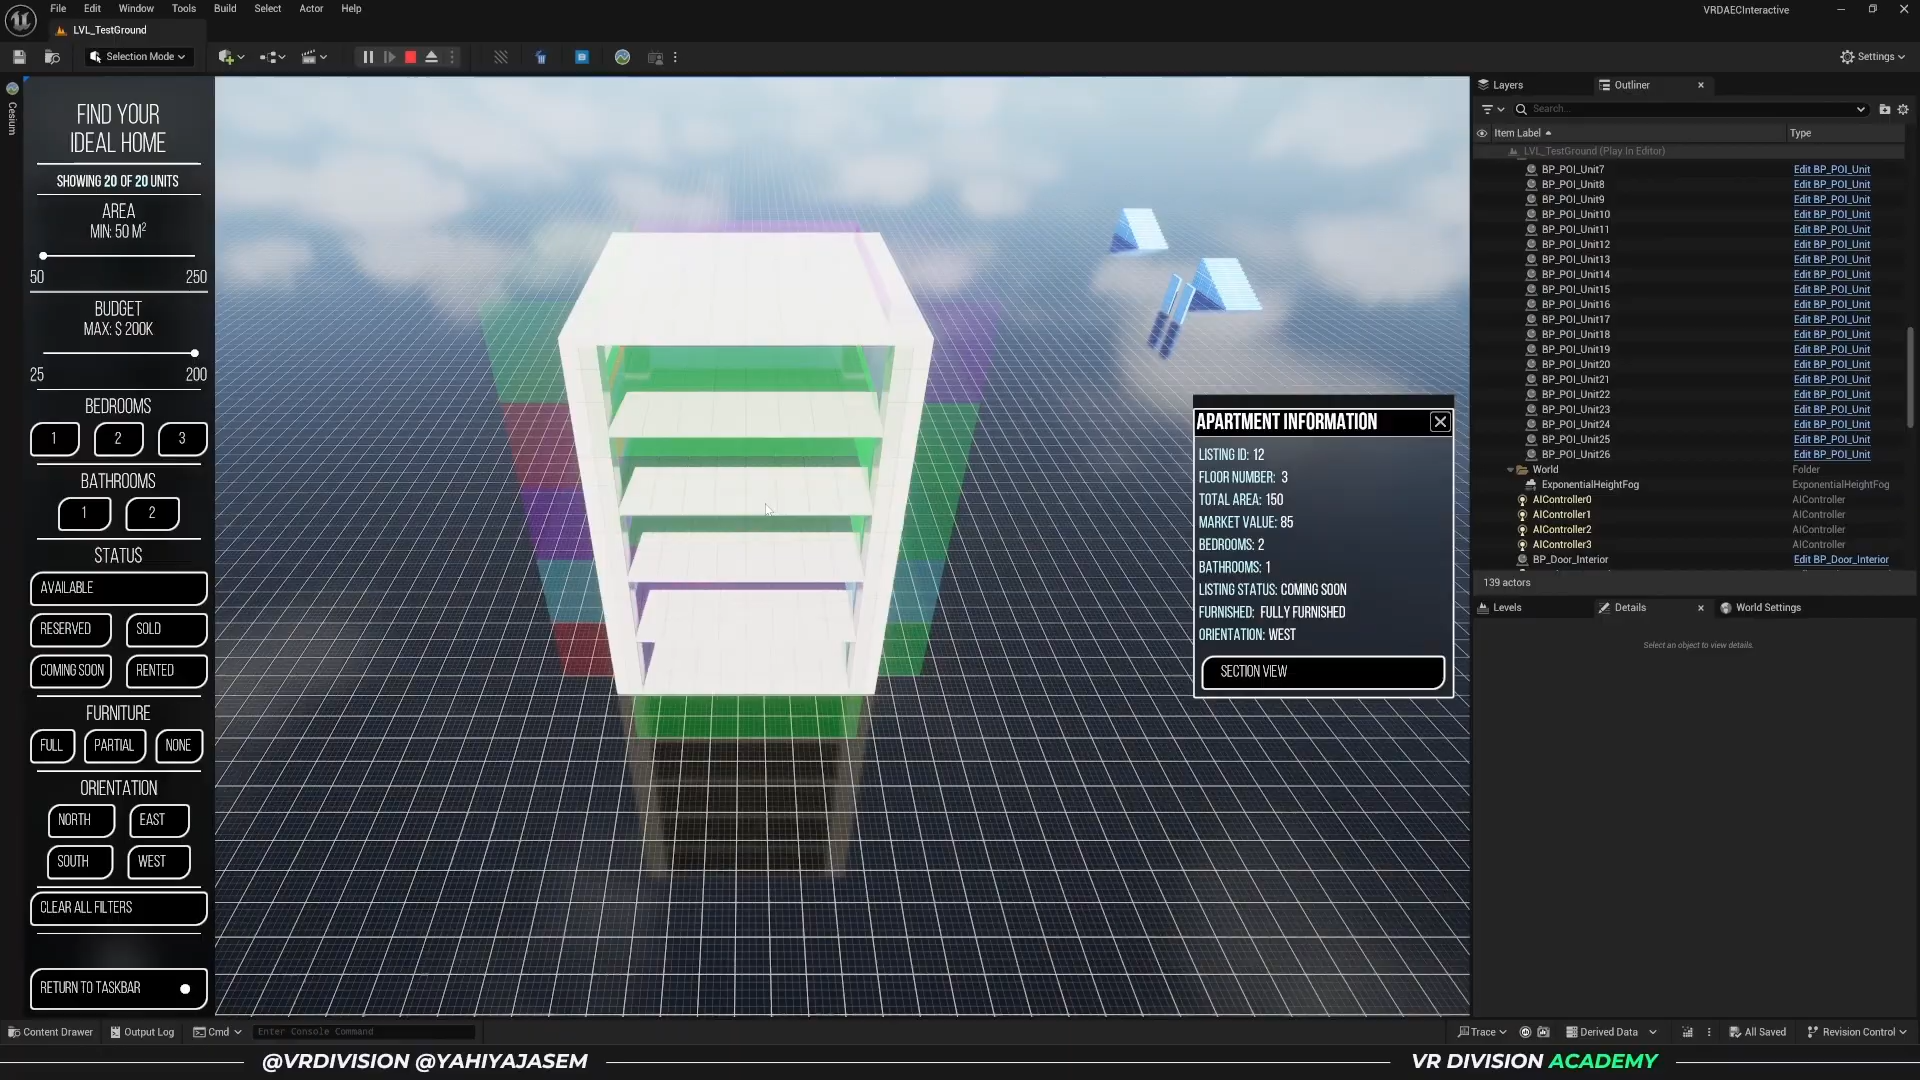 File Edit Window Tools Build Select Actor Help
VRDAECInteractive
LVL_TestGround
Selection Mode
Settings
Cesium
FIND YOUR
IDEAL HOME
SHOWING 20 OF 20 UNITS
AREA
MIN: 50 M²
50 250
BUDGET
MAX: $ 200K
25 200
BEDROOMS
1 2 3
BATHROOMS
1 2
STATUS
AVAILABLE
RESERVED SOLD
COMING SOON RENTED
FURNITURE
FULL PARTIAL NONE
ORIENTATION
NORTH EAST
SOUTH WEST
CLEAR ALL FILTERS
RETURN TO TASKBAR
APARTMENT INFORMATION
LISTING ID: 12
FLOOR NUMBER: 3
TOTAL AREA: 150
MARKET VALUE: 85
BEDROOMS: 2
BATHROOMS: 1
LISTING STATUS: COMING SOON
FURNISHED: FULLY FURNISHED
ORIENTATION: WEST
SECTION VIEW
Layers Outliner
Search...
Item Label Type
LVL_TestGround (Play In Editor)
BP_POI_Unit7 Edit BP_POI_Unit
BP_POI_Unit8 Edit BP_POI_Unit
BP_POI_Unit9 Edit BP_POI_Unit
BP_POI_Unit10 Edit BP_POI_Unit
BP_POI_Unit11 Edit BP_POI_Unit
BP_POI_Unit12 Edit BP_POI_Unit
BP_POI_Unit13 Edit BP_POI_Unit
BP_POI_Unit14 Edit BP_POI_Unit
BP_POI_Unit15 Edit BP_POI_Unit
BP_POI_Unit16 Edit BP_POI_Unit
BP_POI_Unit17 Edit BP_POI_Unit
BP_POI_Unit18 Edit BP_POI_Unit
BP_POI_Unit19 Edit BP_POI_Unit
BP_POI_Unit20 Edit BP_POI_Unit
BP_POI_Unit21 Edit BP_POI_Unit
BP_POI_Unit22 Edit BP_POI_Unit
BP_POI_Unit23 Edit BP_POI_Unit
BP_POI_Unit24 Edit BP_POI_Unit
BP_POI_Unit25 Edit BP_POI_Unit
BP_POI_Unit26 Edit BP_POI_Unit
World Folder
ExponentialHeightFog ExponentialHeightFog
AIController0 AIController
AIController1 AIController
AIController2 AIController
AIController3 AIController
BP_Door_Interior Edit BP_Door_Interior
139 actors
Levels Details World Settings
Select an object to view details.
Content Drawer Output Log Cmd Enter Console Command
Trace Derived Data All Saved Revision Control
@VRDIVISION @YAHIYAJASEM
VR DIVISION ACADEMY